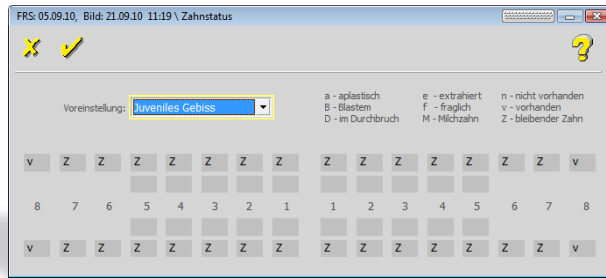 FRS: 05.09.10, Bild: 21.09.10 11:19 \ Zahnstatus
?
a - aplastisch e - extrahiert n - nicht vorhanden
Voreinstellung: Juveniles Gebiss B - Blastem f - fraglich v - vorhanden
D - im Durchbruch M - Milchzahn Z - bleibender Zahn
v Z Z Z Z Z Z Z Z Z Z Z Z Z Z v
8 7 6 5 4 3 2 1 1 2 3 4 5 6 7 8
v Z Z Z Z Z Z Z Z Z Z Z Z Z Z v